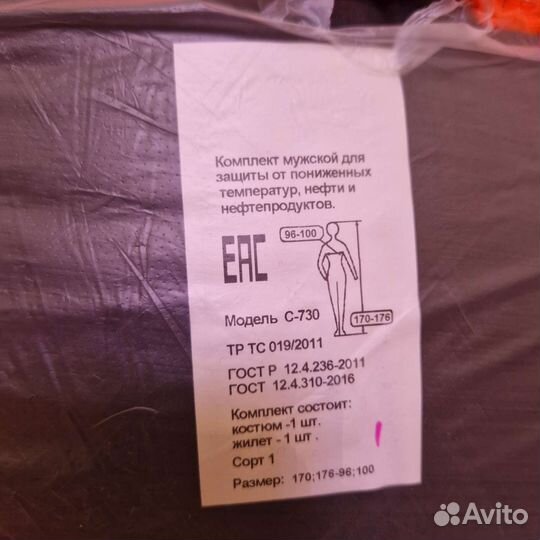 Комплект мужской для
защиты от пониженных
температур, нефти и
нефтепродуктов.
EAC
96-100
170-176
Модель С-730
ТР ТС 019/2011
ГОСТ Р 12.4.236-2011
ГОСТ 12.4.310-2016
Комплект состоит:
костюм -1 шт.
жилет - 1 шт .
Сорт 1
Размер: 170;176-96;100
Avito